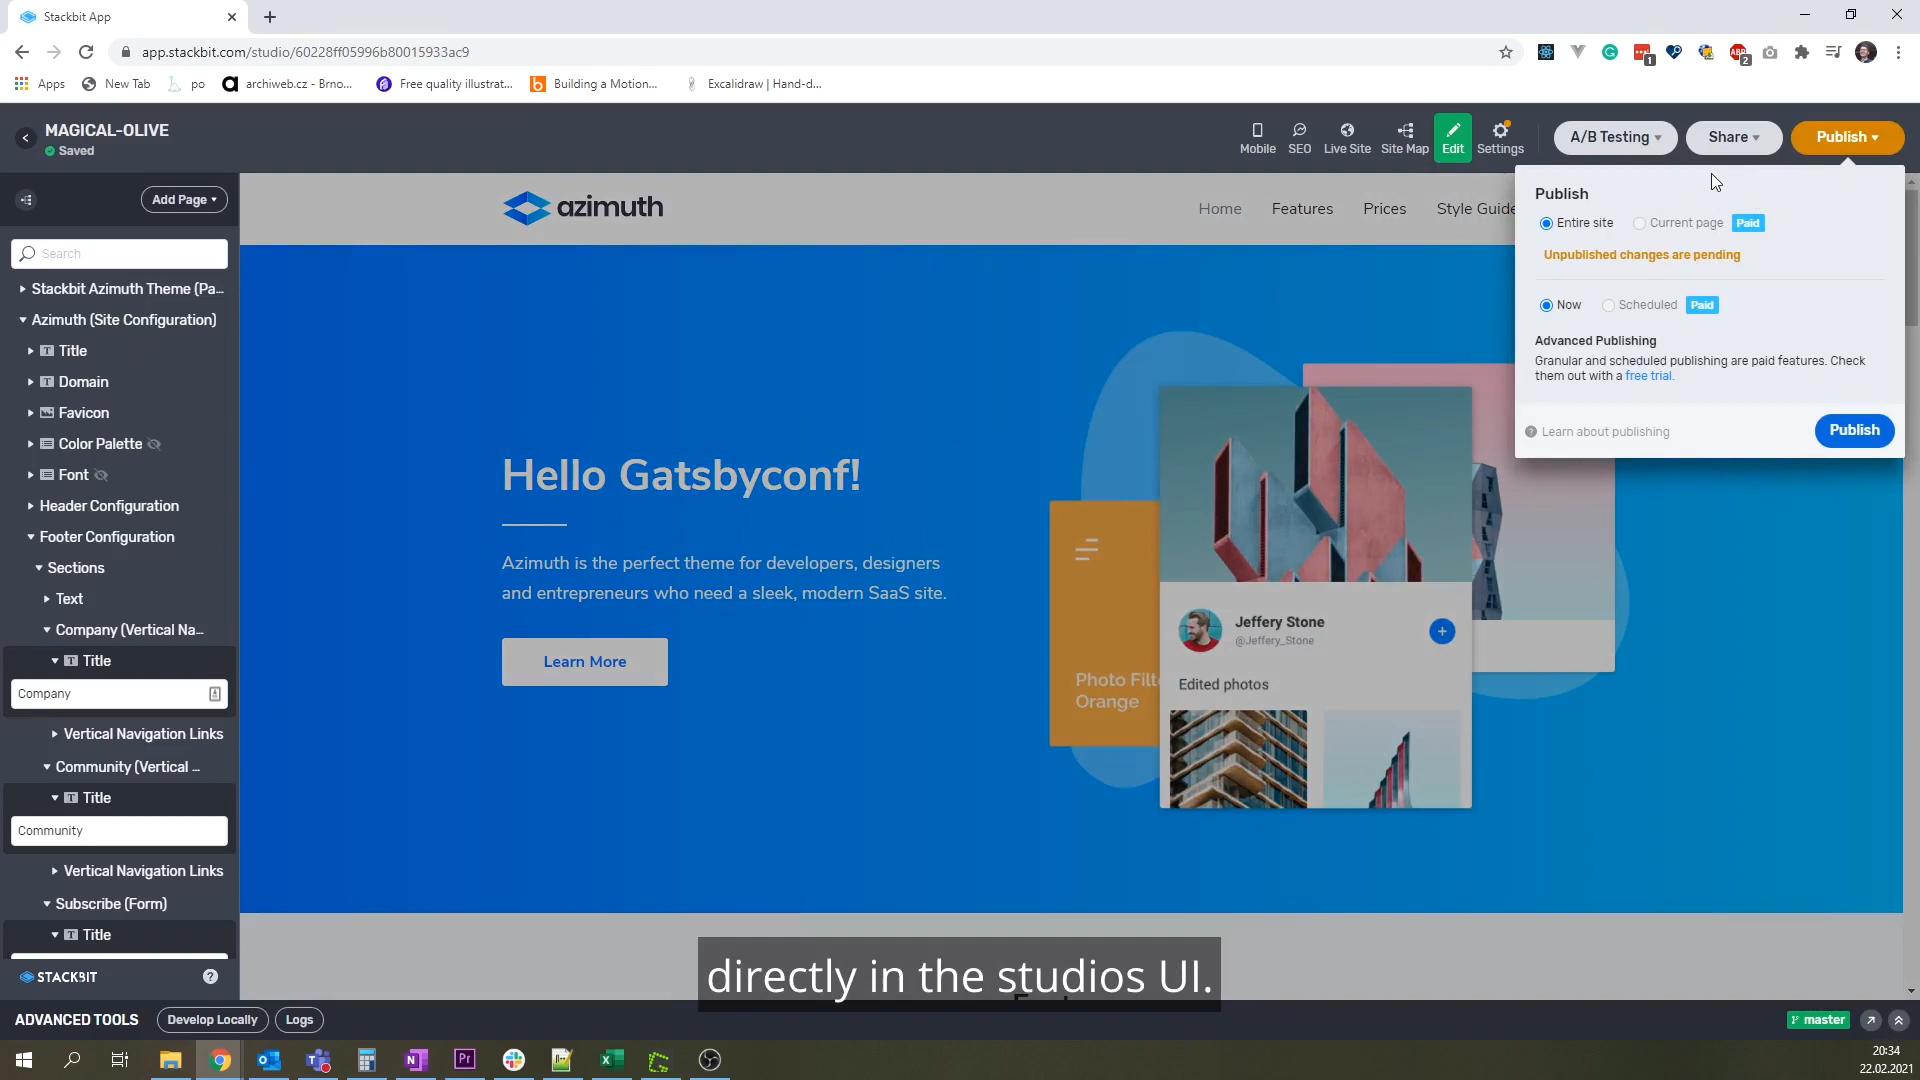 Stackbit App
app.stackbit.com/studio/60228ff05996b80015933ac9
1
2
Apps
New Tab
po
archiweb.cz - Brno...
Free quality illustrat...
Building a Motion...
Excalidraw | Hand-d...
MAGICAL-OLIVE
Saved
Mobile
SEO
Live Site
Site Map
Edit
Settings
A/B Testing
Share
Publish
Add Page
Search
Stackbit Azimuth Theme (Pa...
Azimuth (Site Configuration)
Title
Domain
Favicon
Color Palette
Font
Header Configuration
Footer Configuration
Sections
Text
Company (Vertical Na...
Title
Company
Vertical Navigation Links
Community (Vertical ...
Title
Community
Vertical Navigation Links
Subscribe (Form)
Title
STACKBIT
azimuth
Home
Features
Prices
Style Guide
Publish
Entire site
Current page
Paid
Unpublished changes are pending
Now
Scheduled
Paid
Advanced Publishing
Granular and scheduled publishing are paid features. Check
them out with a free trial.
Learn about publishing
Publish
Hello Gatsbyconf!
Azimuth is the perfect theme for developers, designers
and entrepreneurs who need a sleek, modern SaaS site.
Learn More
Photo Filt
Orange
Jeffery Stone
@Jeffery_Stone
Edited photos
directly in the studios UI.
ADVANCED TOOLS
Develop Locally
Logs
master
20:34
22.02.2021